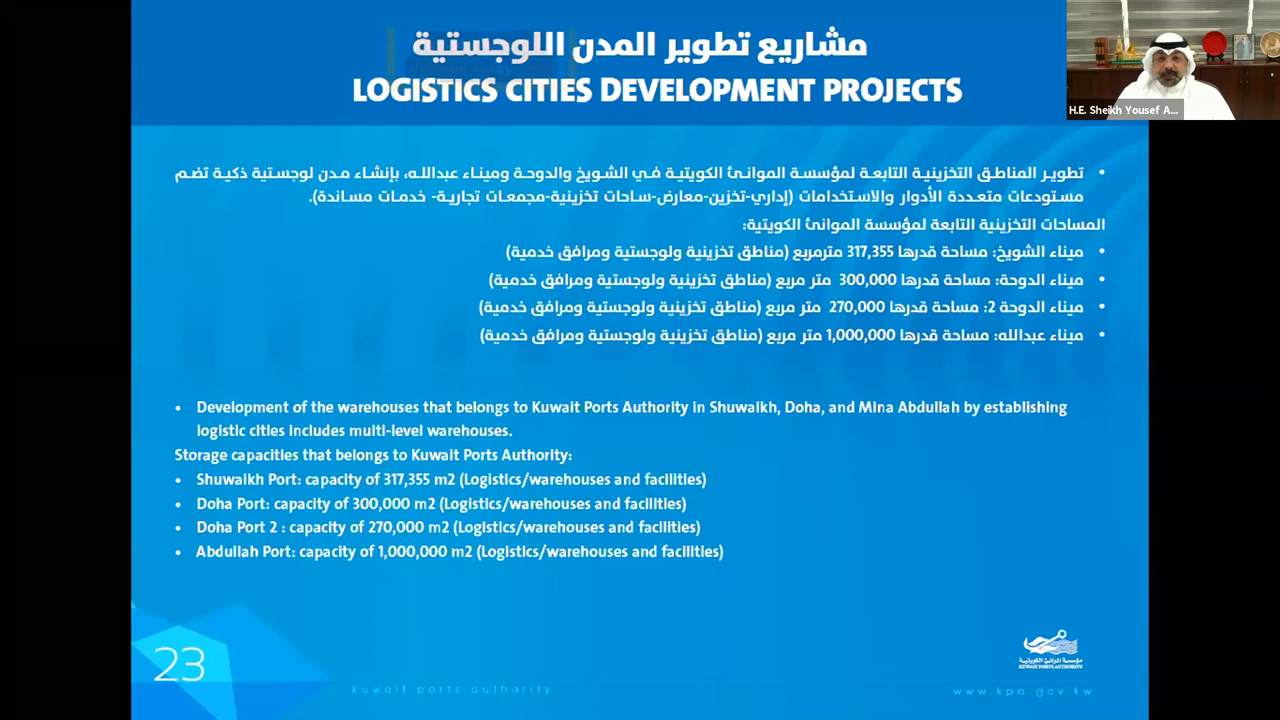 مشاريع تطوير المدن اللوجستية
LOGISTICS CITIES DEVELOPMENT PROJECTS
H.E. Sheikh Yousef A...
• تطوير المناطق التخزينية التابعة لمؤسسة الموانئ الكويتية في الشويخ والدوحة وميناء عبدالله، بإنشاء مدن لوجستية ذكية تضم
مستودعات متعددة الأدوار والاستخدامات (إداري-تخزين-معارض-ساحات تخزينية-مجمعات تجارية- خدمات مساندة).
المساحات التخزينية التابعة لمؤسسة الموانئ الكويتية:
• ميناء الشويخ: مساحة قدرها 317,355 مترمربع (مناطق تخزينية ولوجستية ومرافق خدمية)
• ميناء الدوحة: مساحة قدرها 300,000 متر مربع (مناطق تخزينية ولوجستية ومرافق خدمية)
• ميناء الدوحة 2: مساحة قدرها 270,000 متر مربع (مناطق تخزينية ولوجستية ومرافق خدمية)
• ميناء عبدالله: مساحة قدرها 1,000,000 متر مربع (مناطق تخزينية ولوجستية ومرافق خدمية)
• Development of the warehouses that belongs to Kuwait Ports Authority in Shuwaikh, Doha, and Mina Abdullah by establishing
logistic cities includes multi-level warehouses.
Storage capacities that belongs to Kuwait Ports Authority:
• Shuwaikh Port: capacity of 317,355 m2 (Logistics/warehouses and facilities)
• Doha Port: capacity of 300,000 m2 (Logistics/warehouses and facilities)
• Doha Port 2 : capacity of 270,000 m2 (Logistics/warehouses and facilities)
• Abdullah Port: capacity of 1,000,000 m2 (Logistics/warehouses and facilities)
مؤسسة الموانئ الكويتية
KUWAIT PORTS AUTHORITY
23
kuwait ports authority
www.kpa.gov.kw